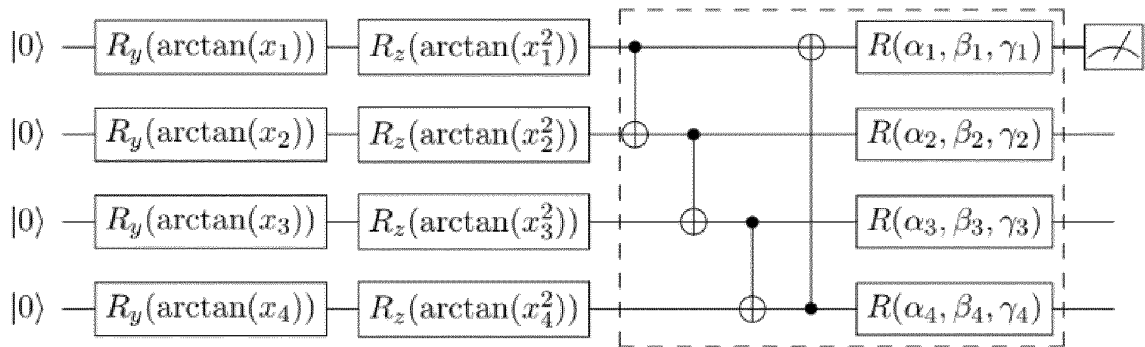 |0⟩ R_y(arctan(x_1)) R_z(arctan(x_1^2)) R(α_1, β_1, γ_1)
|0⟩ R_y(arctan(x_2)) R_z(arctan(x_2^2)) R(α_2, β_2, γ_2)
|0⟩ R_y(arctan(x_3)) R_z(arctan(x_3^2)) R(α_3, β_3, γ_3)
|0⟩ R_y(arctan(x_4)) R_z(arctan(x_4^2)) R(α_4, β_4, γ_4)